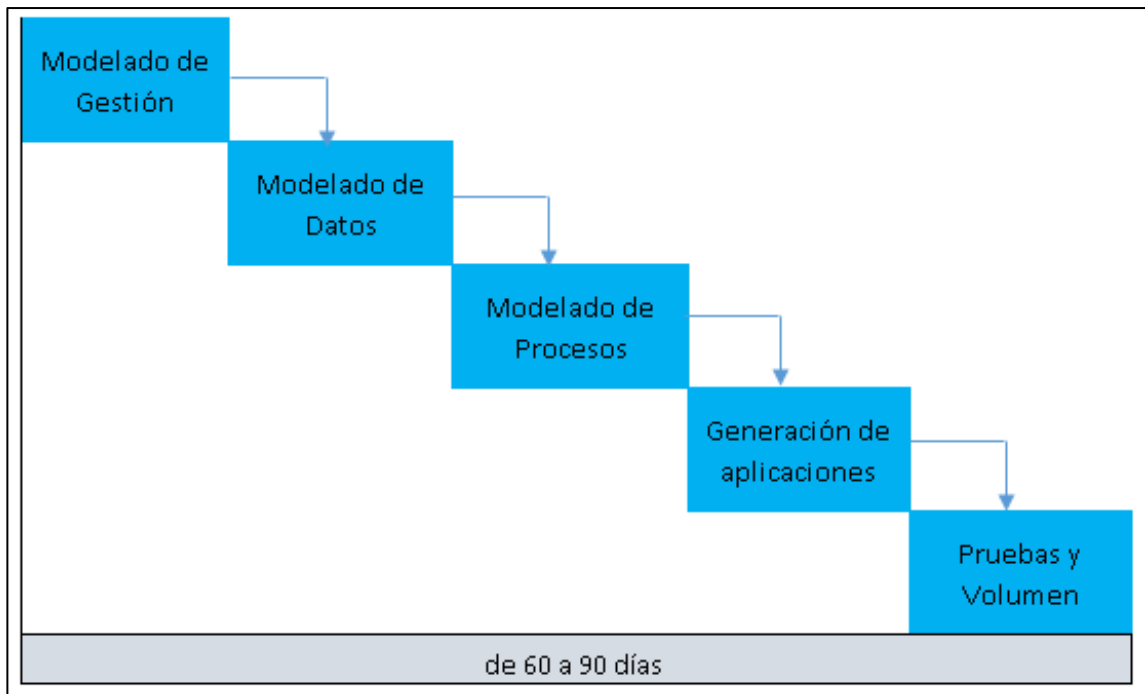 Modelado de
Gestión
Modelado de
Datos
Modelado de
Procesos
Generación de
aplicaciones
Pruebas y
Volumen
de 60 a 90 días